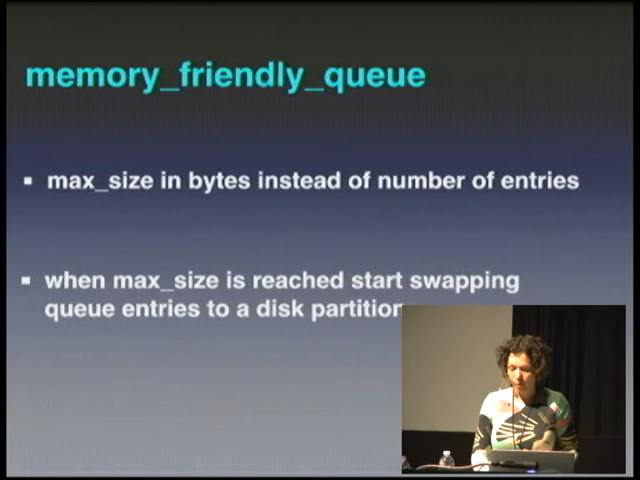 memory_friendly_queue
▪ max_size in bytes instead of number of entries
▪ when max_size is reached start swapping
queue entries to a disk partition